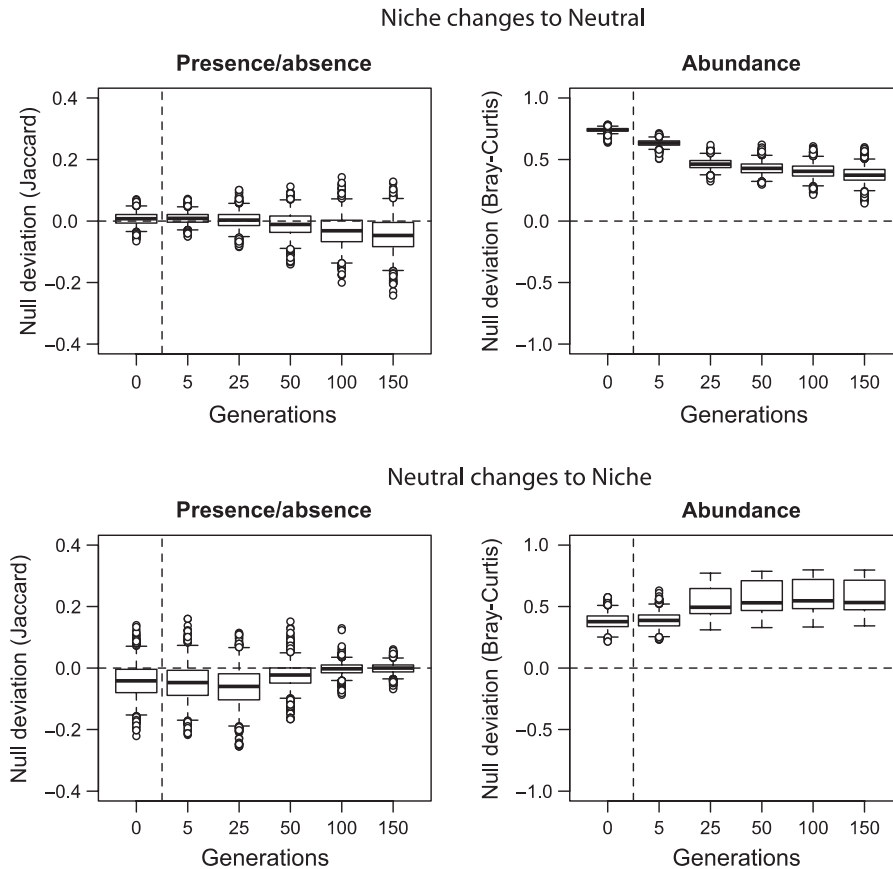 Niche changes to Neutral
Presence/absence
Abundance
Null deviation (Jaccard)
0.4
0.2
0.0
−0.2
−0.4
0 5 25 50 100 150
Generations
Null deviation (Bray-Curtis)
1.0
0.5
0.0
−0.5
−1.0
0 5 25 50 100 150
Generations
Neutral changes to Niche
Presence/absence
Abundance
Null deviation (Jaccard)
0.4
0.2
0.0
−0.2
−0.4
0 5 25 50 100 150
Generations
Null deviation (Bray-Curtis)
1.0
0.5
0.0
−0.5
−1.0
0 5 25 50 100 150
Generations